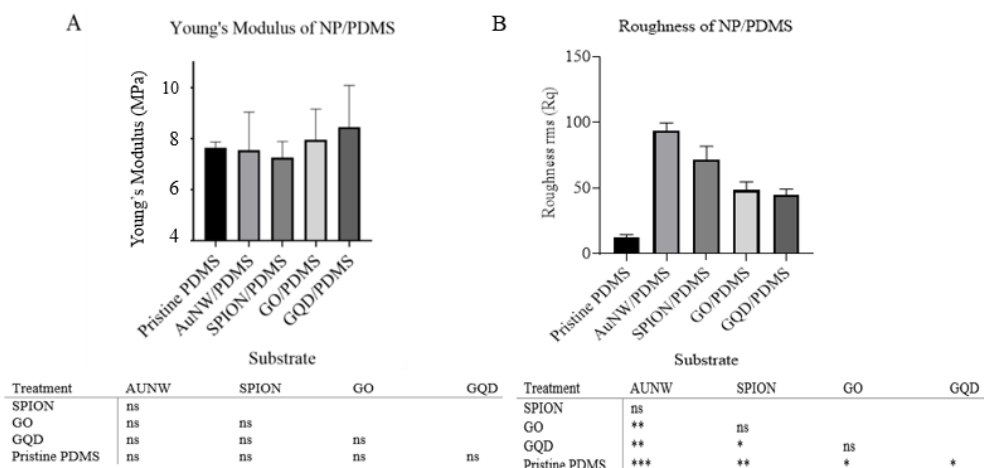 A
Young's Modulus of NP/PDMS
Young's Modulus (MPa)
10
8
6
4
Pristine PDMS
AuNW/PDMS
SPION/PDMS
GO/PDMS
GQD/PDMS
Substrate
Treatment AUNW SPION GO GQD
SPION ns
GO ns ns
GQD ns ns ns
Pristine PDMS ns ns ns ns
B
Roughness of NP/PDMS
Roughness rms (Rq)
150
100
50
0
Pristine PDMS
AuNW/PDMS
SPION/PDMS
GO/PDMS
GQD/PDMS
Substrate
Treatment AUNW SPION GO GQD
SPION ns
GO ** ns
GQD ** * ns
Pristine PDMS *** ** * *